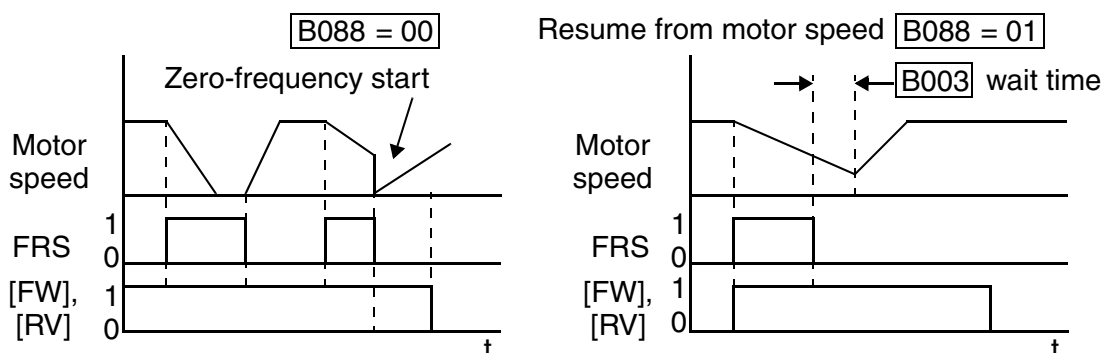 B088 = 00
Zero-frequency start
Motor
speed
FRS
1
0
[FW],
[RV]
1
0
t
Resume from motor speed B088 = 01
B003 wait time
Motor
speed
FRS
1
0
[FW],
[RV]
1
0
t